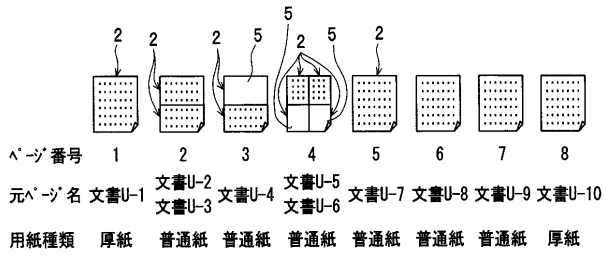 5
2 2 2 5 2 5 2
ページ番号 1 2 3 4 5 6 7 8
元ページ名 文書U-1 文書U-2 文書U-3 文書U-4 文書U-5 文書U-6 文書U-7 文書U-8 文書U-9 文書U-10
用紙種類 厚紙 普通紙 普通紙 普通紙 普通紙 普通紙 普通紙 厚紙